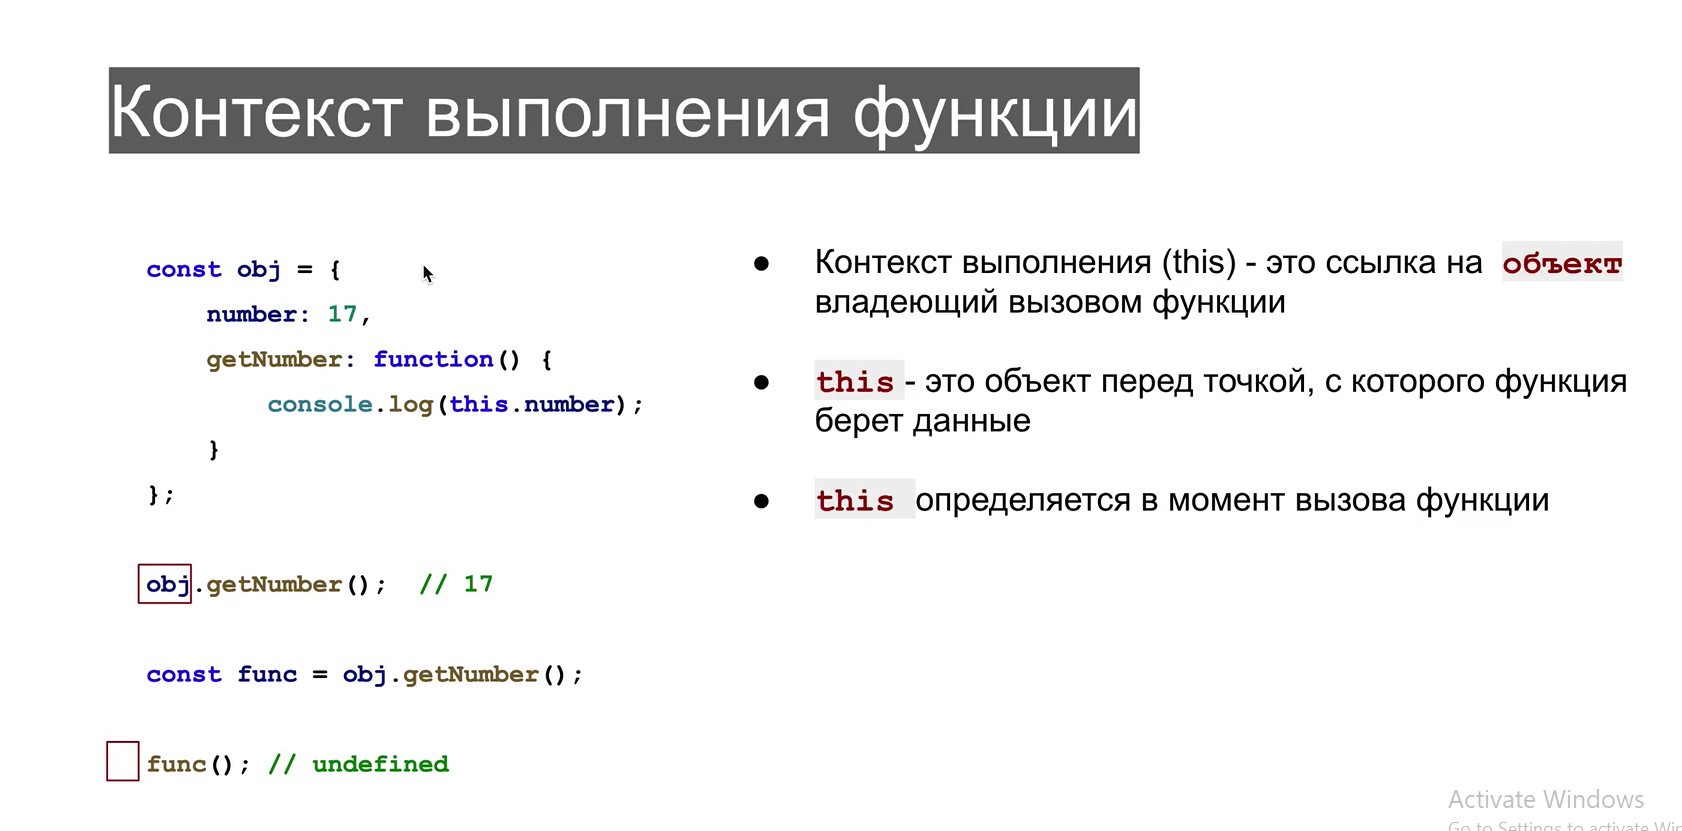 Контекст выполнения функции
const obj = {
number: 17,
getNumber: function() {
console.log(this.number);
}
};
obj.getNumber(); // 17
const func = obj.getNumber();
func(); // undefined
● Контекст выполнения (this) - это ссылка на объект
владеющий вызовом функции
● this - это объект перед точкой, с которого функция
берет данные
● this определяется в момент вызова функции
Activate Windows
Go to Settings to activate Win